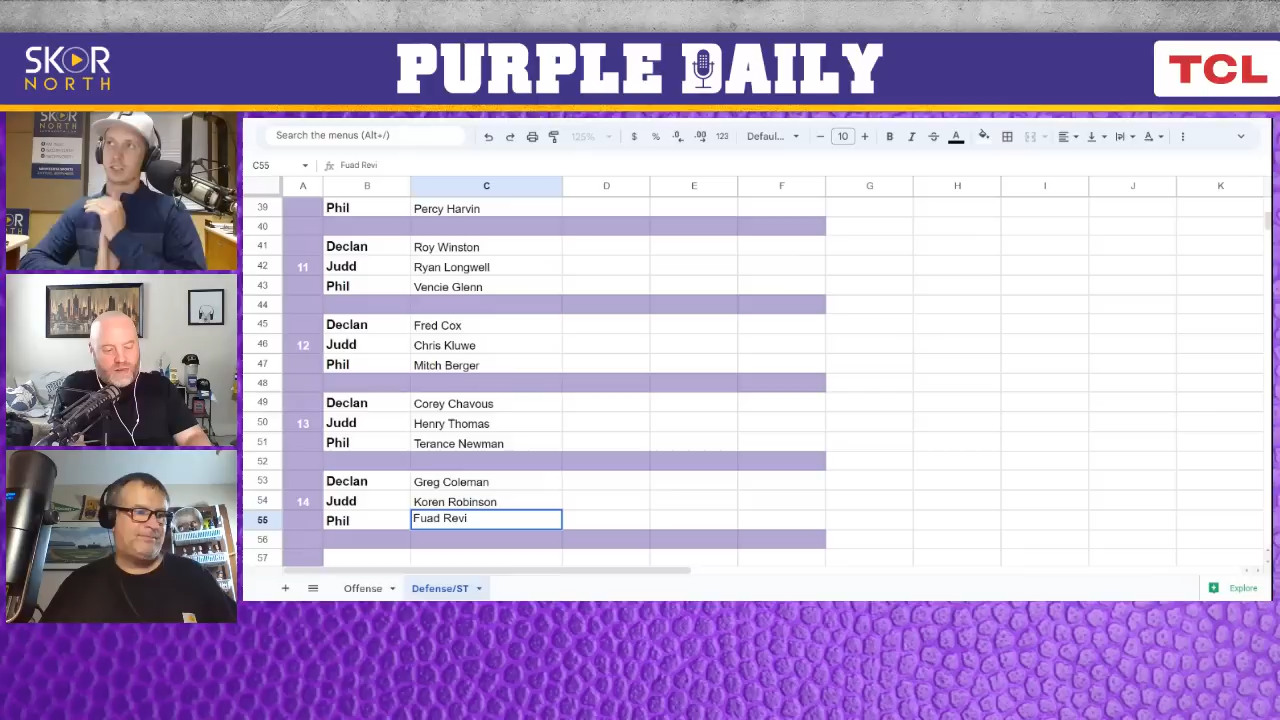 SKOR
NORTH
PURPLE DAILY
TCL
SKOR
NORTH
Search the menus (Alt+/)
125%
$ % .0 .00 123
Defaul...
10
B I S A
C55
fx Fuad Revi
A B C D E F G H I J K
39 Phil Percy Harvin
40
41 Declan Roy Winston
42 11 Judd Ryan Longwell
43 Phil Vencie Glenn
44
45 Declan Fred Cox
46 12 Judd Chris Kluwe
47 Phil Mitch Berger
48
49 Declan Corey Chavous
50 13 Judd Henry Thomas
51 Phil Terance Newman
52
53 Declan Greg Coleman
54 14 Judd Koren Robinson
55 Phil Fuad Revi
56
57
+ Offense Defense/ST
Explore